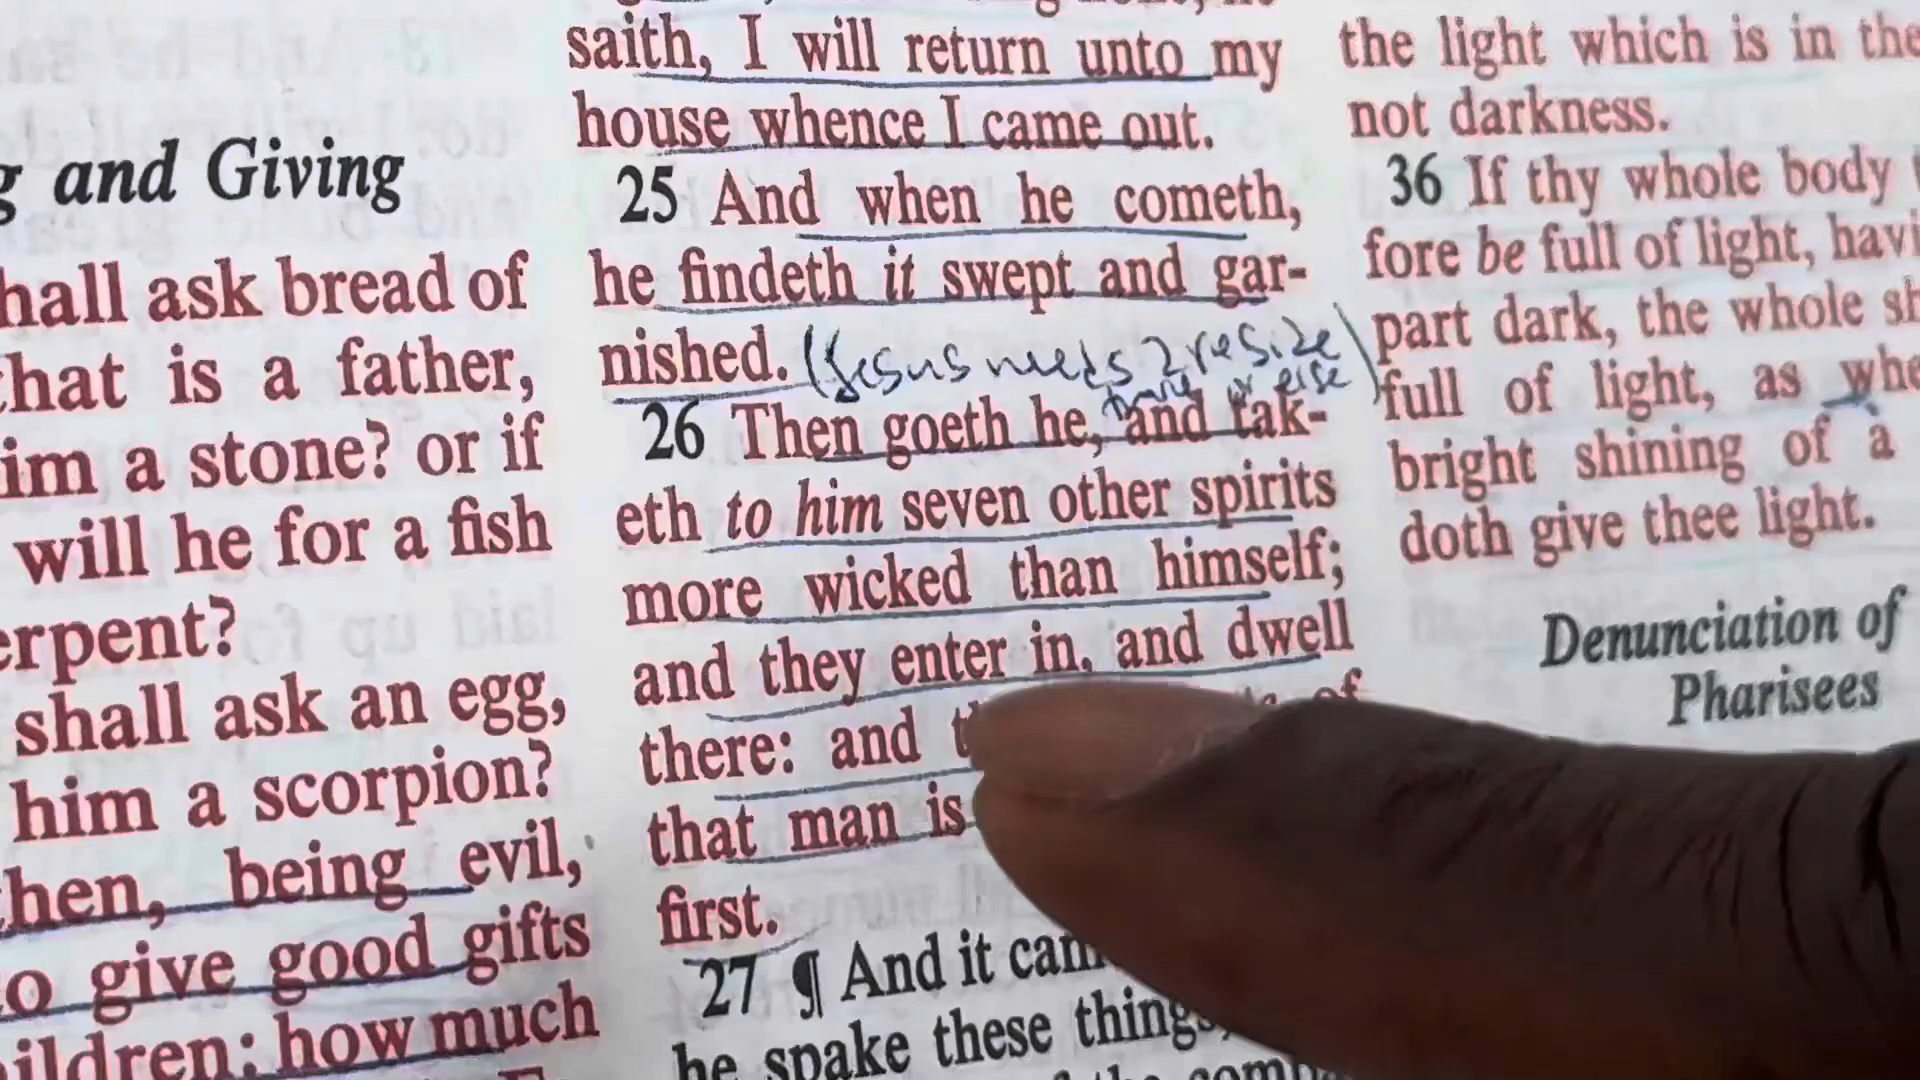 g and Giving
hall ask bread of
that is a father,
im a stone? or if
will he for a fish
erpent?
shall ask an egg,
him a scorpion?
then, being evil,
to give good gifts
ildren: how much
saith, I will return unto my
house whence I came out.
25 And when he cometh,
he findeth it swept and gar-
nished. (Jesus needs 2 resize
or else)
26 Then goeth he, and tak-
eth to him seven other spirits
more wicked than himself;
and they enter in, and dwell
there: and of
that man is
first.
27 ¶ And it cam
he spake these things,
the light which is in the
not darkness.
36 If thy whole body
fore be full of light, havi
part dark, the whole sh
full of light, as whe
bright shining of a
doth give thee light.
Denunciation of
Pharisees